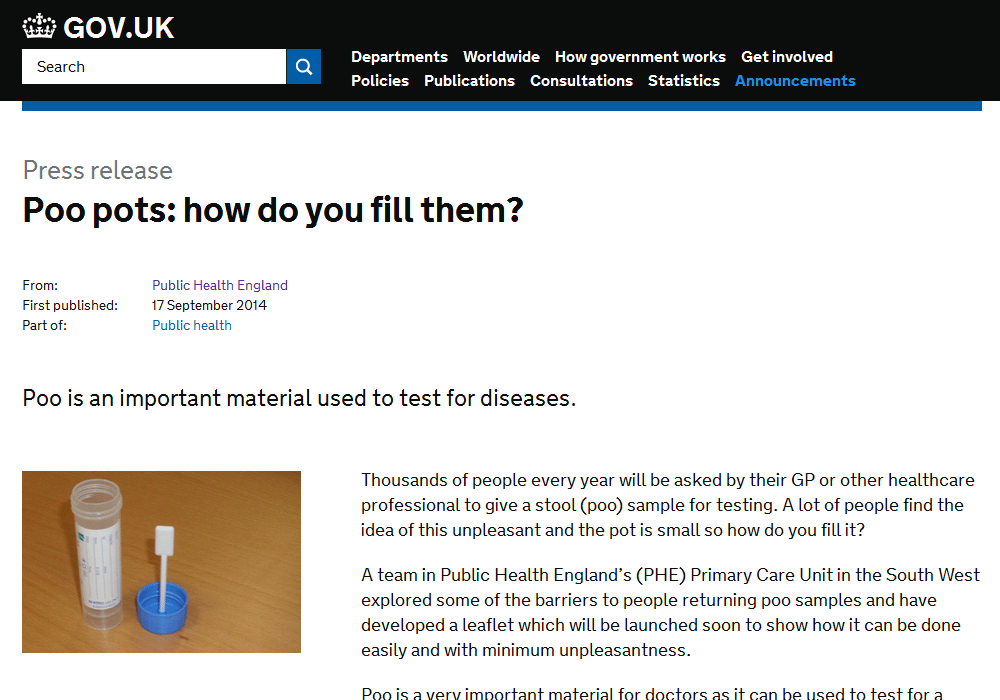 GOV.UK
Search
Departments Worldwide How government works Get involved
Policies Publications Consultations Statistics Announcements
Press release
Poo pots: how do you fill them?
From: Public Health England
First published: 17 September 2014
Part of: Public health
Poo is an important material used to test for diseases.
Thousands of people every year will be asked by their GP or other healthcare
professional to give a stool (poo) sample for testing. A lot of people find the
idea of this unpleasant and the pot is small so how do you fill it?
A team in Public Health England’s (PHE) Primary Care Unit in the South West
explored some of the barriers to people returning poo samples and have
developed a leaflet which will be launched soon to show how it can be done
easily and with minimum unpleasantness.
Poo is a very important material for doctors as it can be used to test for a